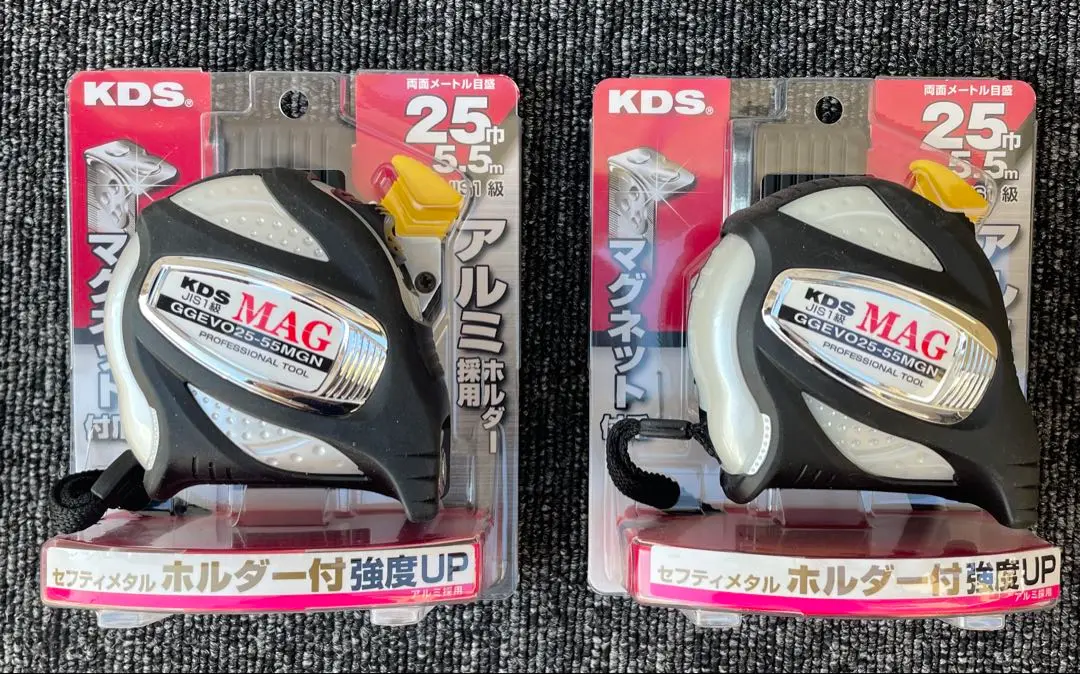 KDS®
両面メートル目盛
25巾
5.5m
JIS1級
マグネット
アルミホルダー採用
KDS
JIS1級
MAG
GGEVO25-55MGN
PROFESSIONAL TOOL
セフティメタル ホルダー付 強度UP
アルミ採用
KDS®
両面メートル目盛
25巾
5.5m
級
マグネット
KDS
JIS1級
MAG
GGEVO25-55MGN
PROFESSIONAL TOOL
セフティメタル ホルダー付 強度UP
アルミ採用